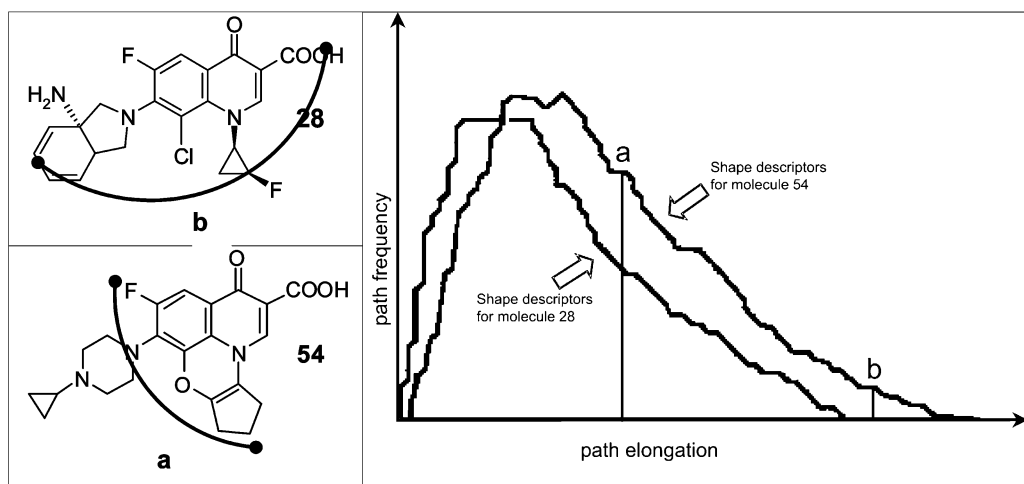 O
F
COOH
H2N
N
28
N
Cl
F
b
O
F
COOH
N
54
N
N
O
a
path frequency
a
Shape descriptors
for molecule 54
Shape descriptors
for molecule 28
b
path elongation